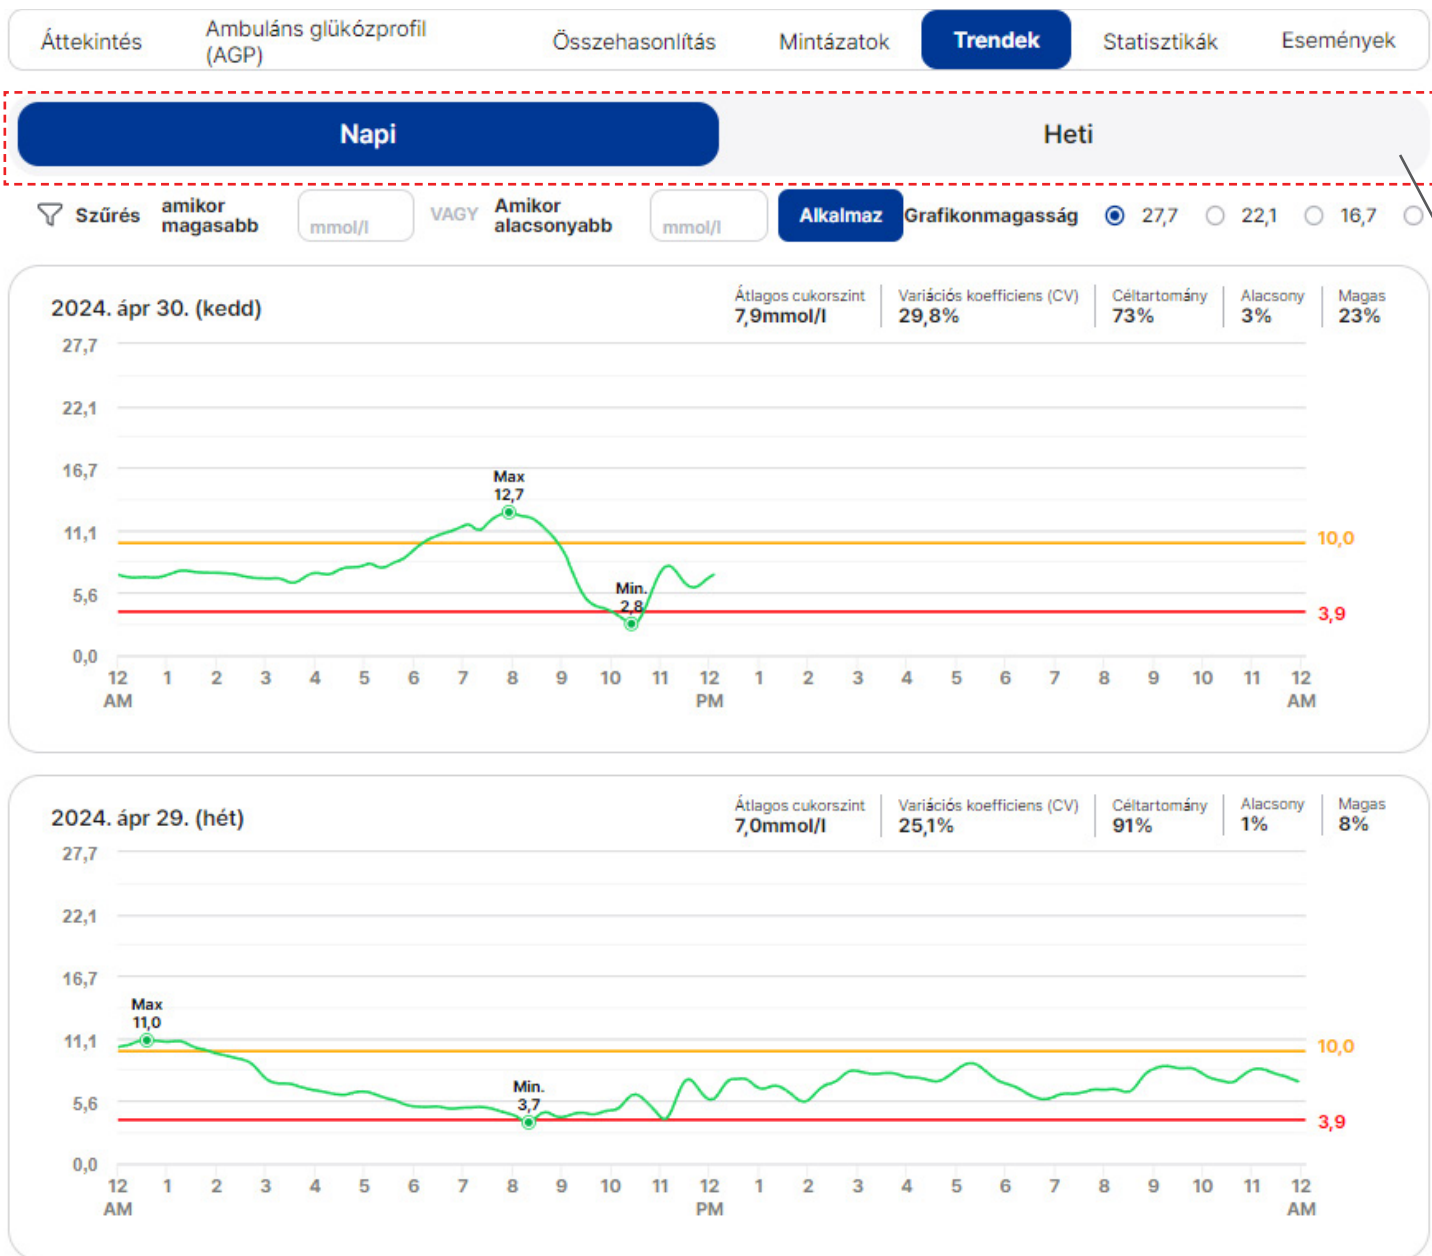 Áttekintés Ambuláns glükózprofil (AGP) Összehasonlítás Mintázatok Trendek Statisztikák Események
Napi Heti
Szűrés amikor magasabb mmol/l VAGY Amikor alacsonyabb mmol/l Alkalmaz Grafikonmagasság 27,7 22,1 16,7
2024. ápr 30. (kedd)
Átlagos cukorszint Variációs koefficiens (CV) Céltartomány Alacsony Magas
7,9mmol/l 29,8% 73% 3% 23%
27,7
22,1
16,7
Max
12,7
11,1
10,0
5,6
Min.
2,8
3,9
0,0
12 1 2 3 4 5 6 7 8 9 10 11 12 1 2 3 4 5 6 7 8 9 10 11 12
AM PM AM
2024. ápr 29. (hét)
Átlagos cukorszint Variációs koefficiens (CV) Céltartomány Alacsony Magas
7,0mmol/l 25,1% 91% 1% 8%
27,7
22,1
16,7
Max
11,0
11,1
10,0
Min.
5,6 3,7
3,9
0,0
12 1 2 3 4 5 6 7 8 9 10 11 12 1 2 3 4 5 6 7 8 9 10 11 12
AM PM AM